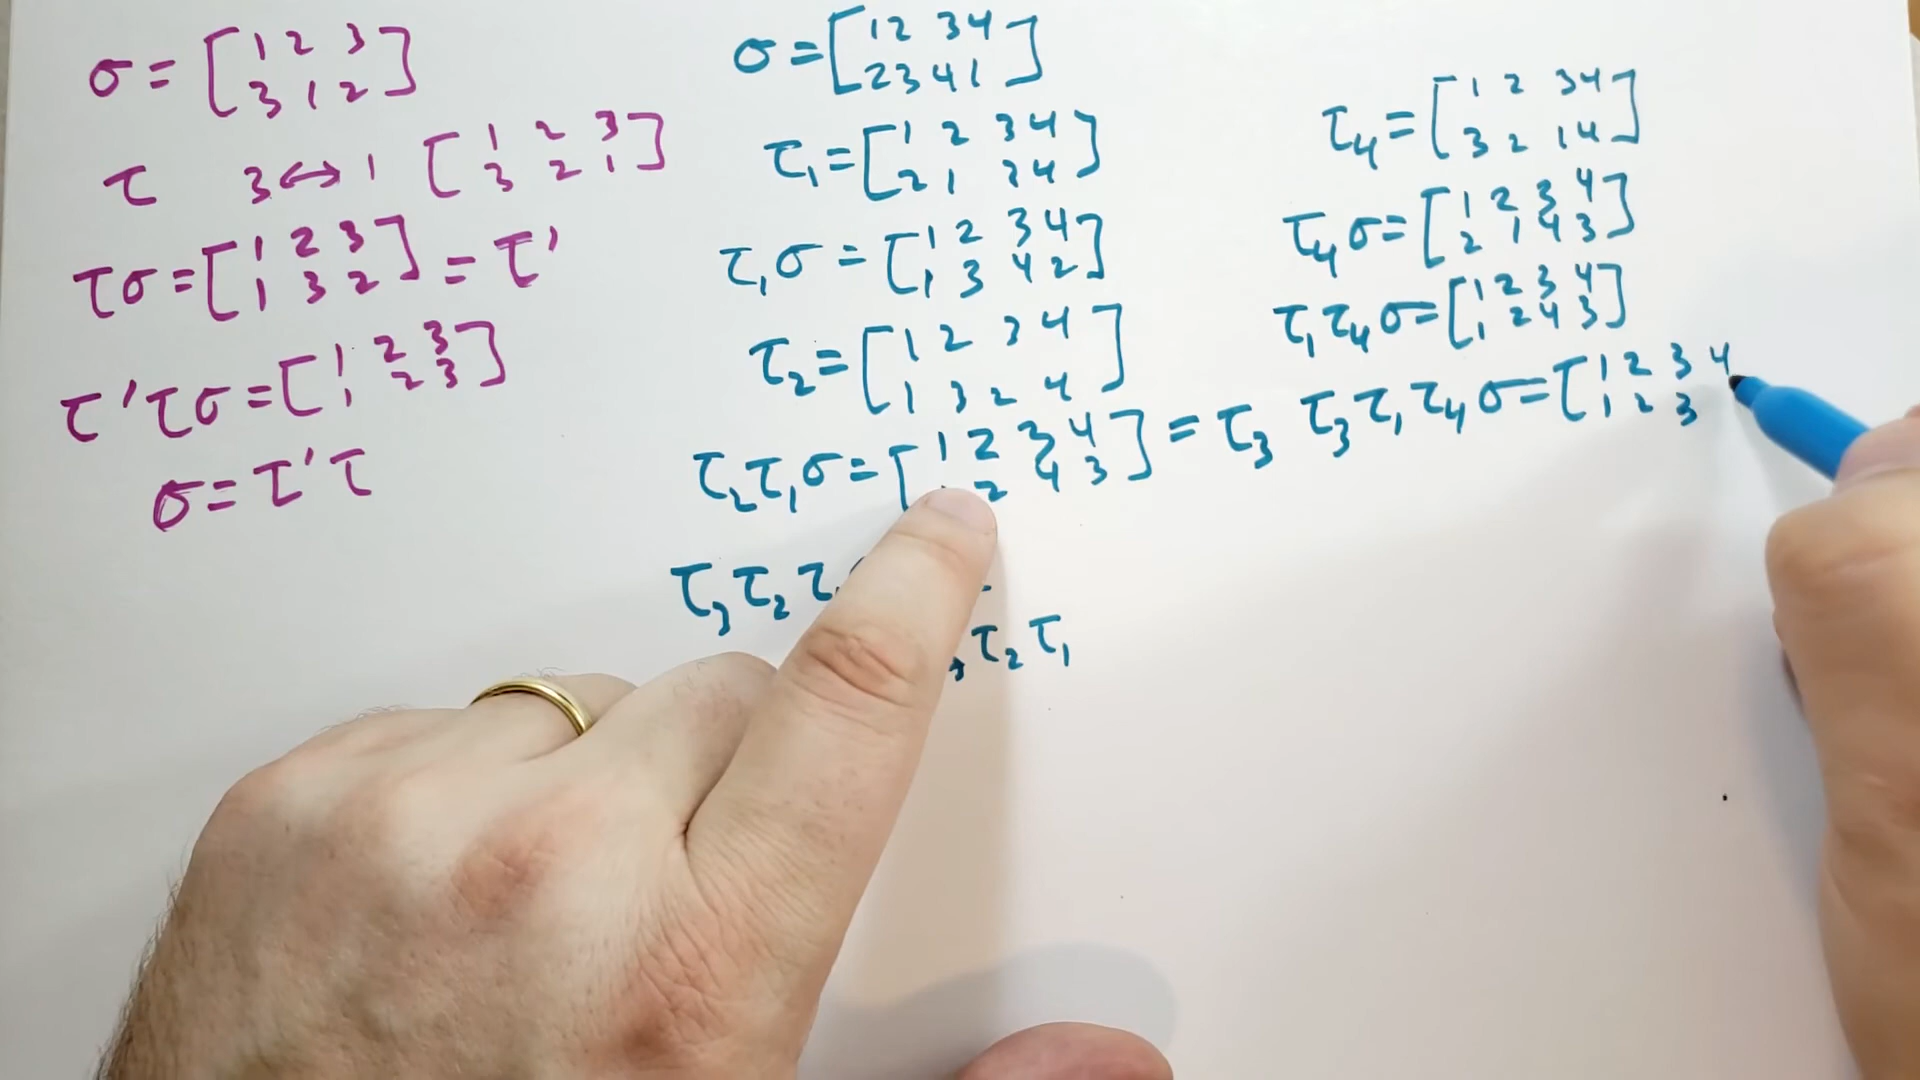 σ = [1 2 3
3 1 2]
τ 3 ↔ 1 [1 2 3
3 2 1]
τσ = [1 2 3
1 3 2] = τ'
τ'τσ = [1 2 3
1 2 3]
σ = τ'τ
σ = [1 2 3 4
2 3 4 1]
τ₁ = [1 2 3 4
2 1 3 4]
τ₁σ = [1 2 3 4
1 3 4 2]
τ₂ = [1 2 3 4
1 3 2 4]
τ₂τ₁σ = [1 2 3 4
2 4 3] = τ₃
τ₃τ₂τ
τ₂τ₁
τ₄ = [1 2 3 4
3 2 1 4]
τ₄σ = [1 2 3 4
2 1 4 3]
τ₁τ₄σ = [1 2 3 4
1 2 4 3]
τ₃τ₁τ₄σ = [1 2 3 4
1 2 3